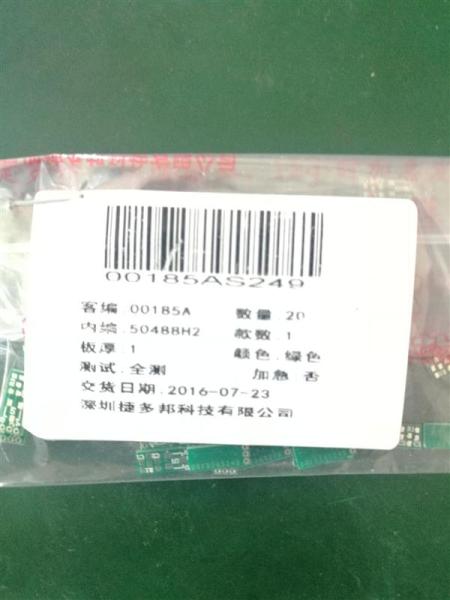 00185AS249
客编:00185A 数量:20
内编:50488H2 款数:1
板厚:1 颜色:绿色
测试:全测 加急:否
交货日期:2016-07-23
深圳捷多邦科技有限公司